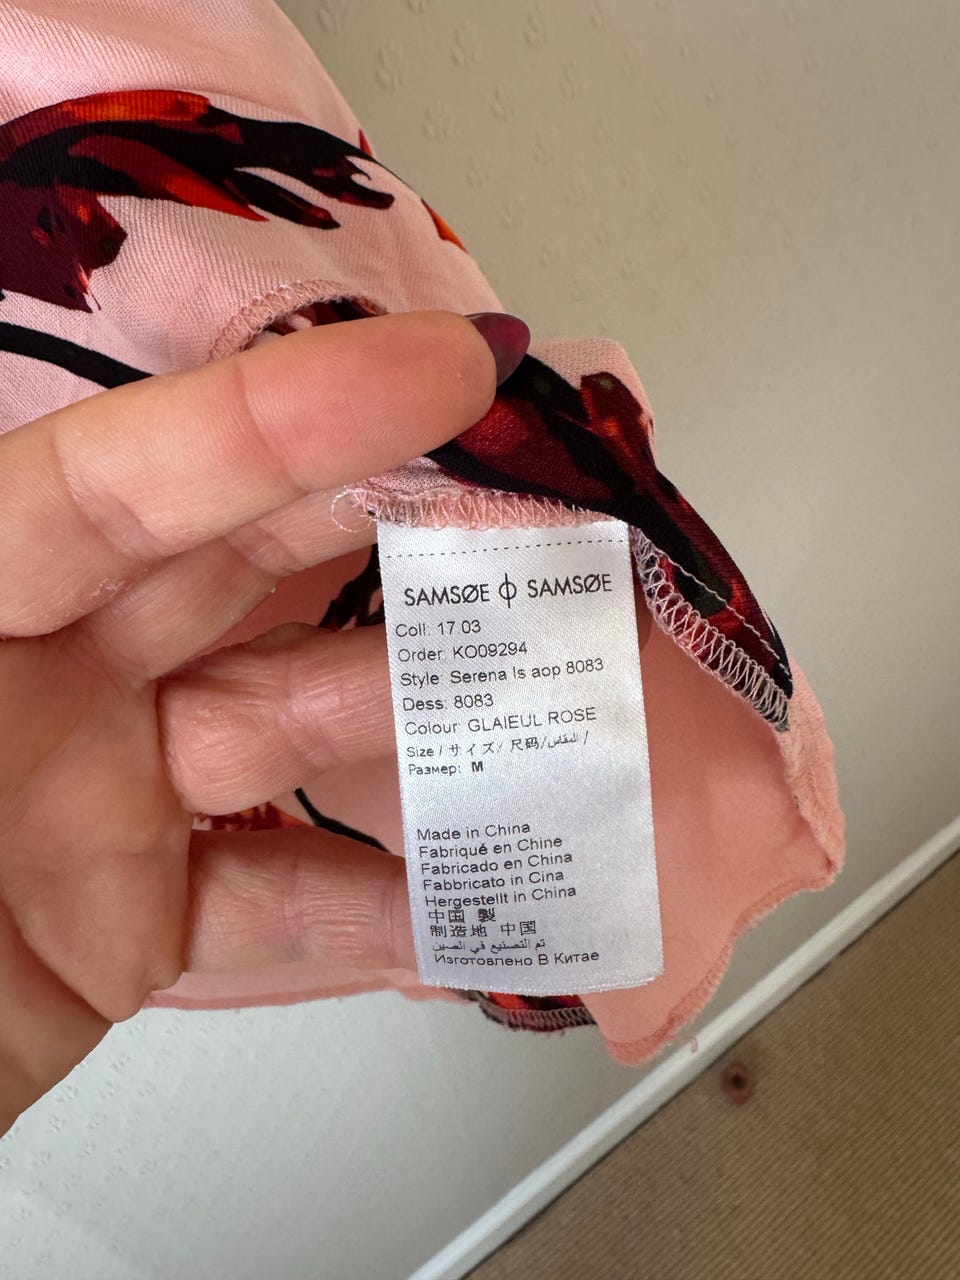 SAMSØE ф SAMSØE
Coll: 17.03
Order: KO09294
Style: Serena ls aop 8083
Dess: 8083
Colour: GLAIEUL ROSE
Size / サイズ / 尺码 / المقاس /
Размер: M
Made in China
Fabriqué en Chine
Fabricado en China
Fabbricato in Cina
Hergestellt in China
中国 製
制造地 中国
تم التصنيع في الصين
Изготовлено В Китае